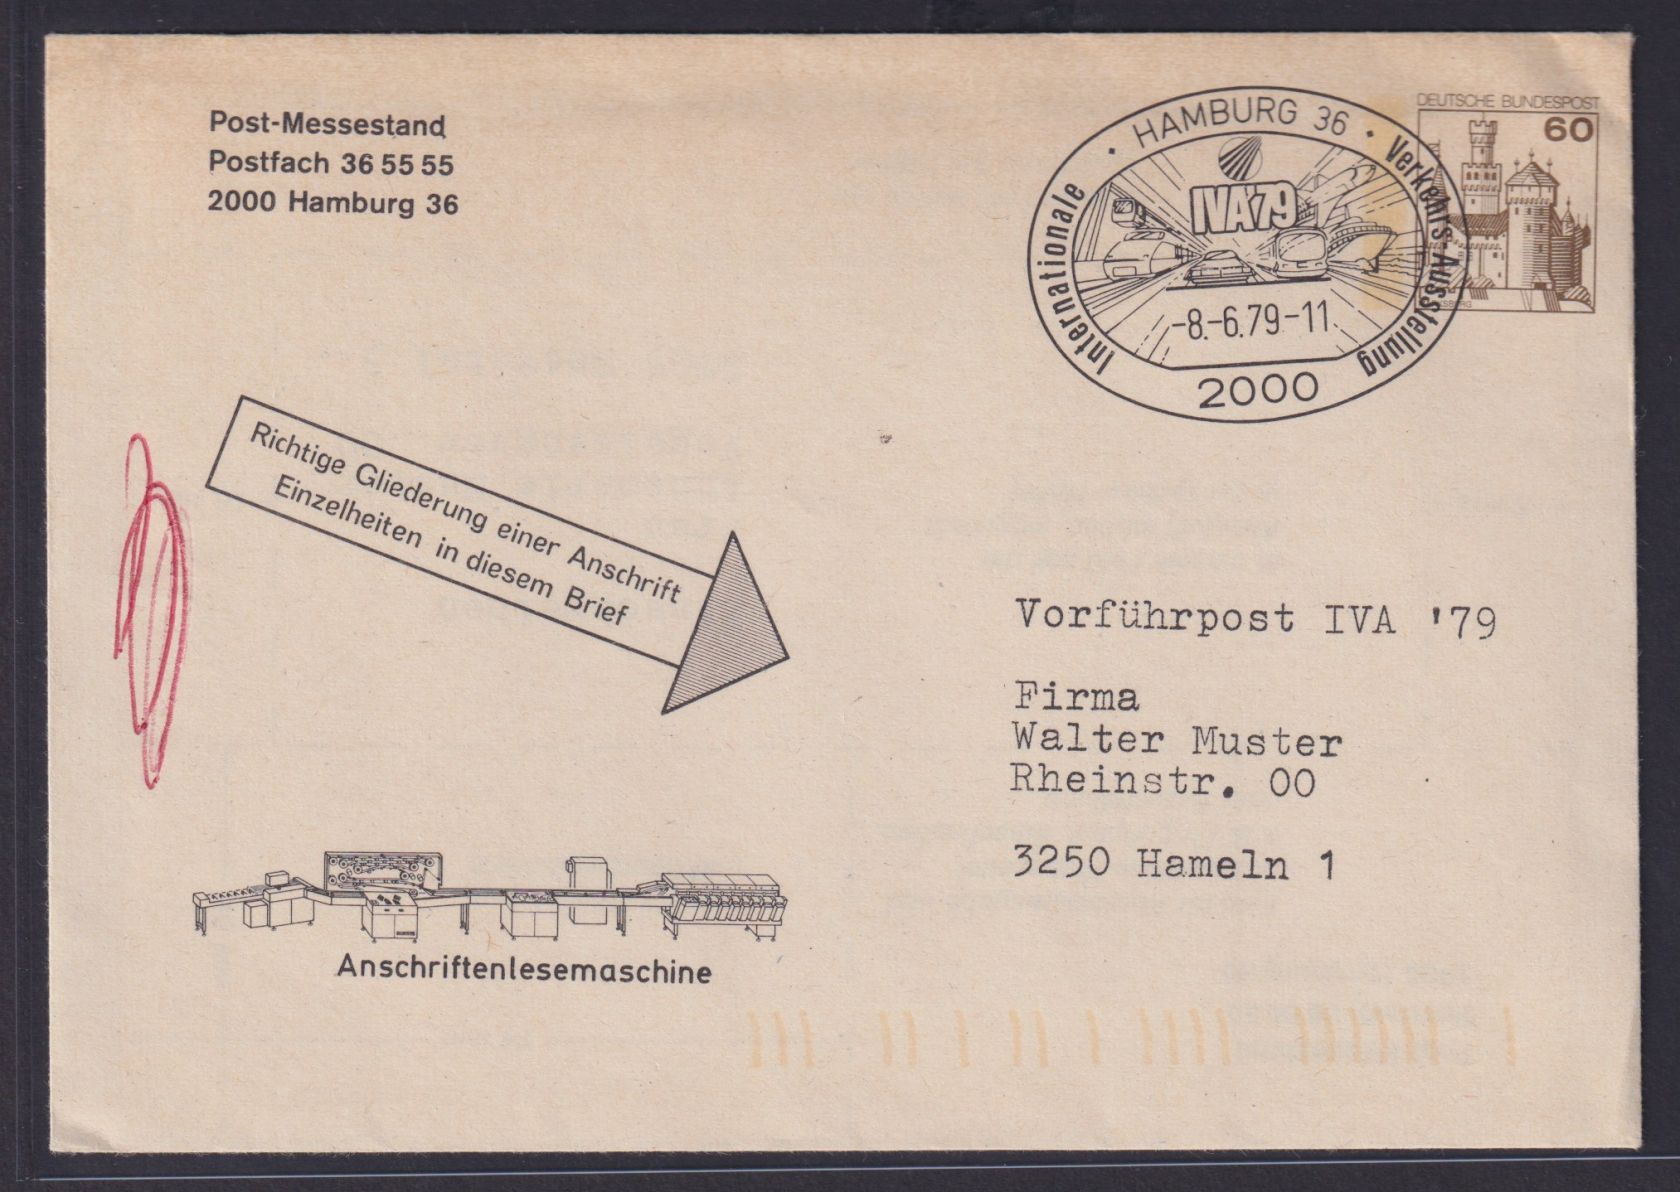 Post-Messestand
Postfach 36 55 55
2000 Hamburg 36
• HAMBURG 36 •
Internationale
Verkehrs-Ausstellung
IVA'79
-8.-6.79-11
2000
DEUTSCHE BUNDESPOST
60
Richtige Gliederung einer Anschrift
Einzelheiten in diesem Brief
Vorführpost IVA '79
Firma
Walter Muster
Rheinstr. 00
3250 Hameln 1
Anschriftenlesemaschine